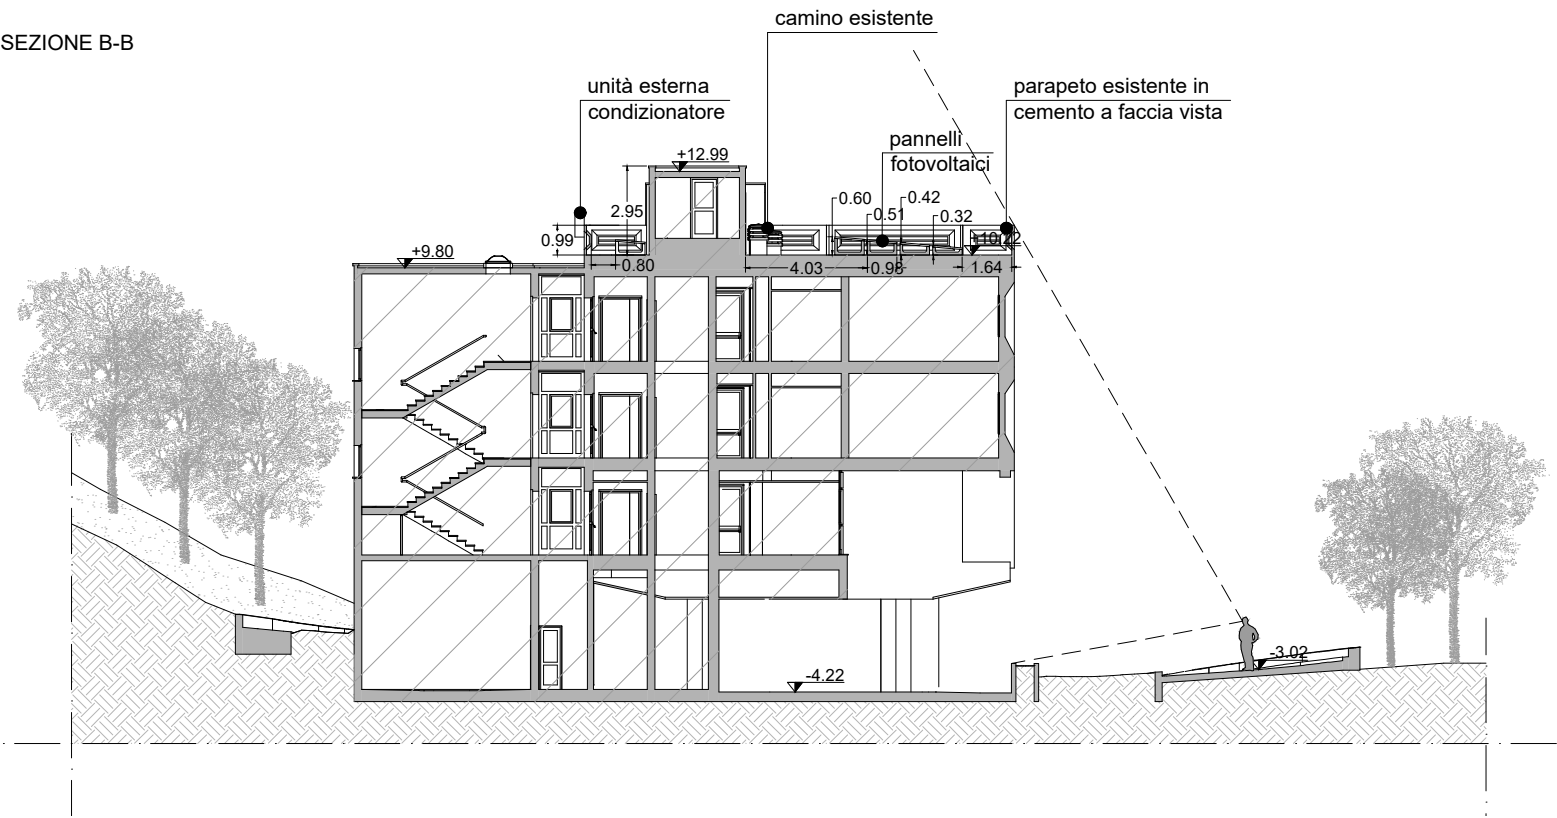 camino esistente
SEZIONE B-B
unità esterna
condizionatore
parapeto esistente in
cemento a faccia vista
pannelli
fotovoltaici
+12.99
0.60
0.42
2.95
0.51
0.32
0.99
+10.22
+9.80
0.80
4.03
0.98
1.64
-3.02
-4.22